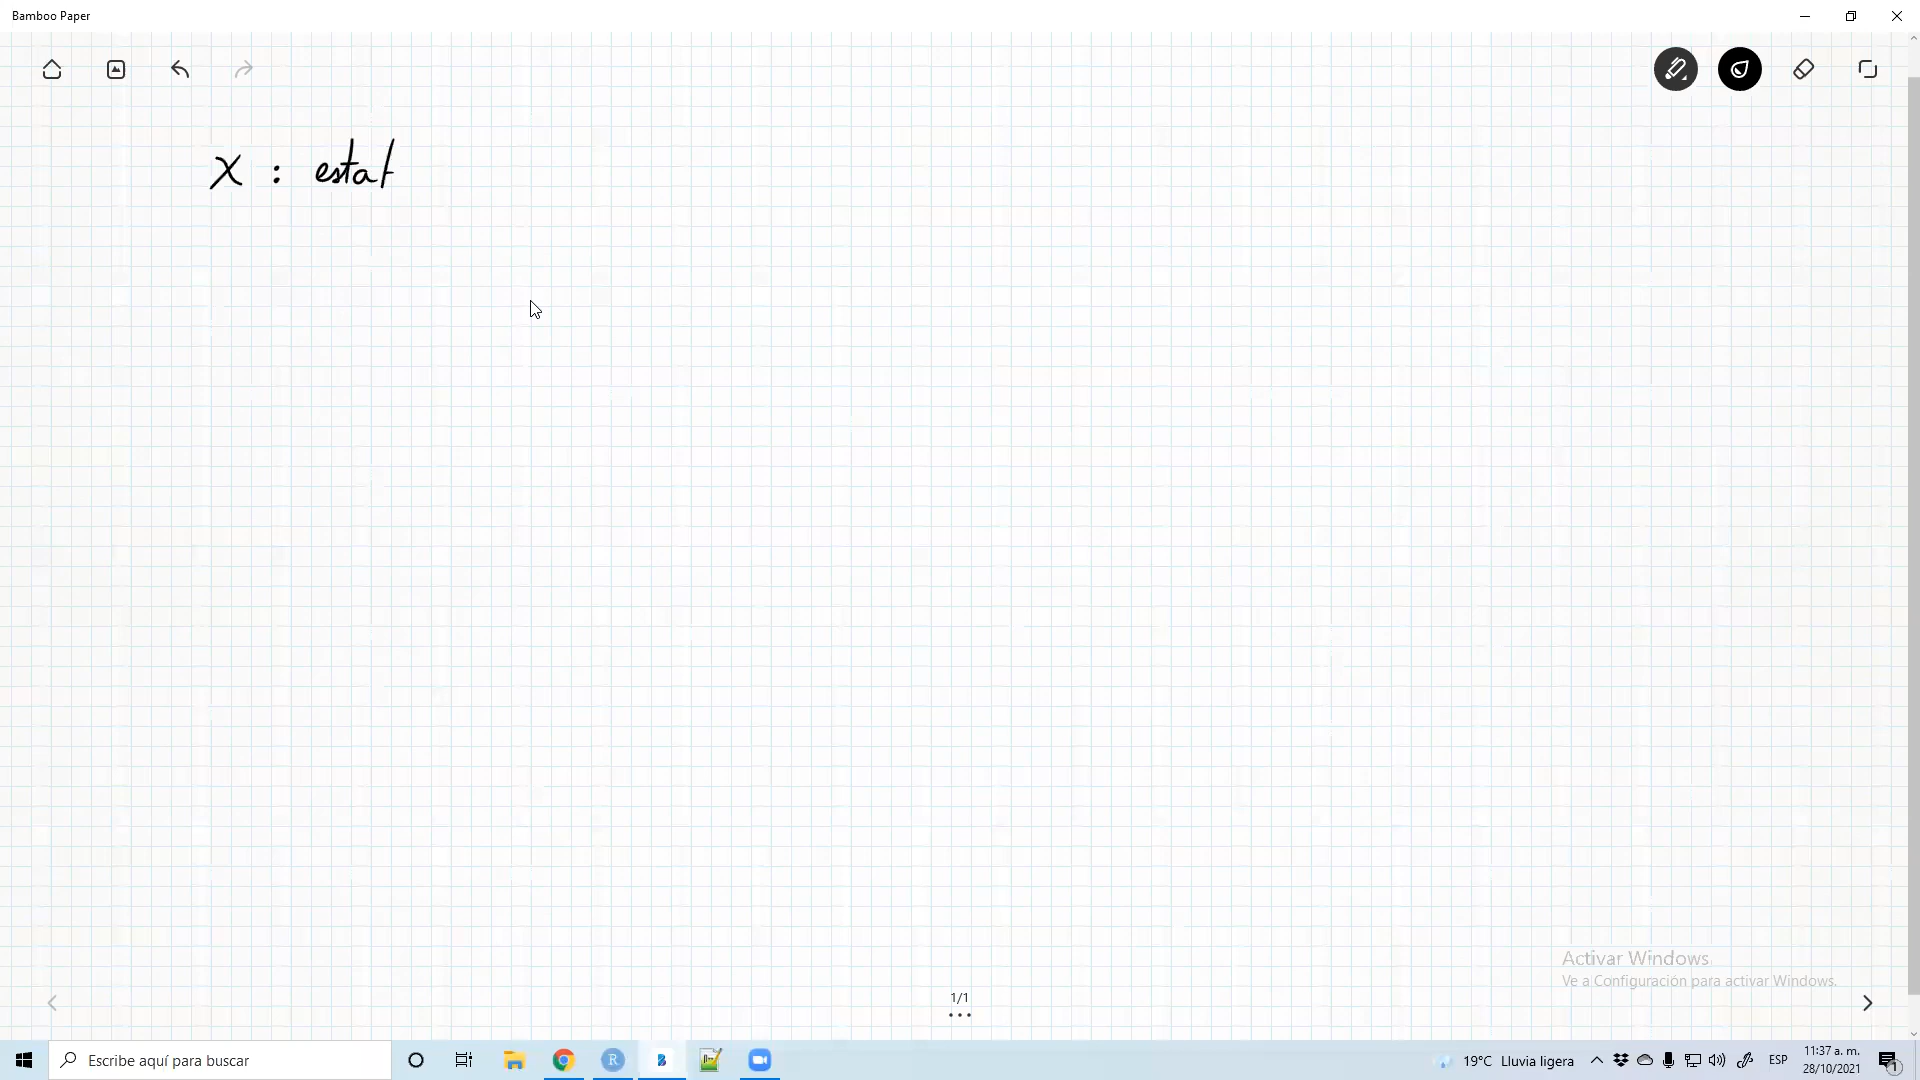 Bamboo Paper
X : estat
1/1
Activar Windows
Ve a Configuración para activar Windows.
Escribe aquí para buscar
19°C Lluvia ligera
ESP
11:37 a. m.
28/10/2021